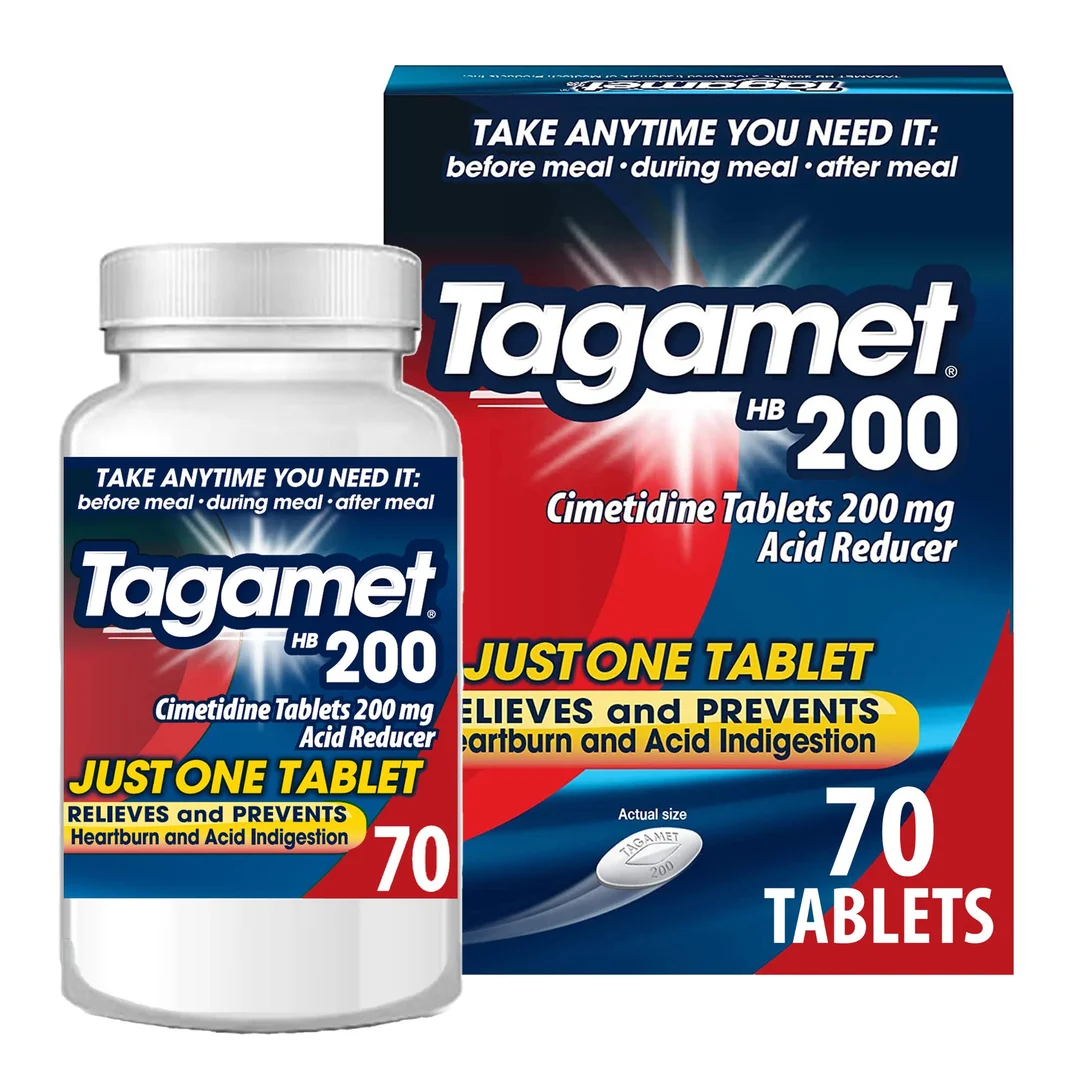 TAKE ANYTIME YOU NEED IT:
before meal • during meal • after meal
Tagamet®
HB 200
Cimetidine Tablets 200 mg
Acid Reducer
JUST ONE TABLET
RELIEVES and PREVENTS
Heartburn and Acid Indigestion
70
Tagamet
TAKE ANYTIME YOU NEED IT:
before meal • during meal • after meal
Tagamet®
HB 200
Cimetidine Tablets 200 mg
Acid Reducer
JUST ONE TABLET
ELIEVES and PREVENTS
eartburn and Acid Indigestion
Actual size
TAGAMET
200
70
TABLETS